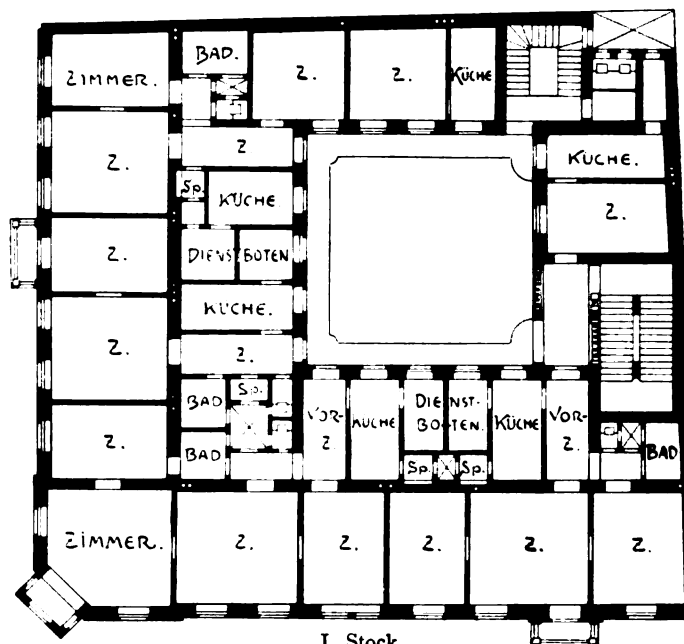 ZIMMER.
BAD.
Z.
Z.
KÜCHE
Z.
Z
KÜCHE.
Sp.
KÜCHE
Z.
Z.
DIENSTBOTEN
KÜCHE.
Z.
Z.
BAD
Sp.
VOR-
Z
KÜCHE
DIENST-
BOTEN.
KÜCHE
VOR-
Z.
Z.
BAD
Sp.
Sp.
BAD
ZIMMER.
Z.
Z.
Z.
Z.
Z.
I. Stock